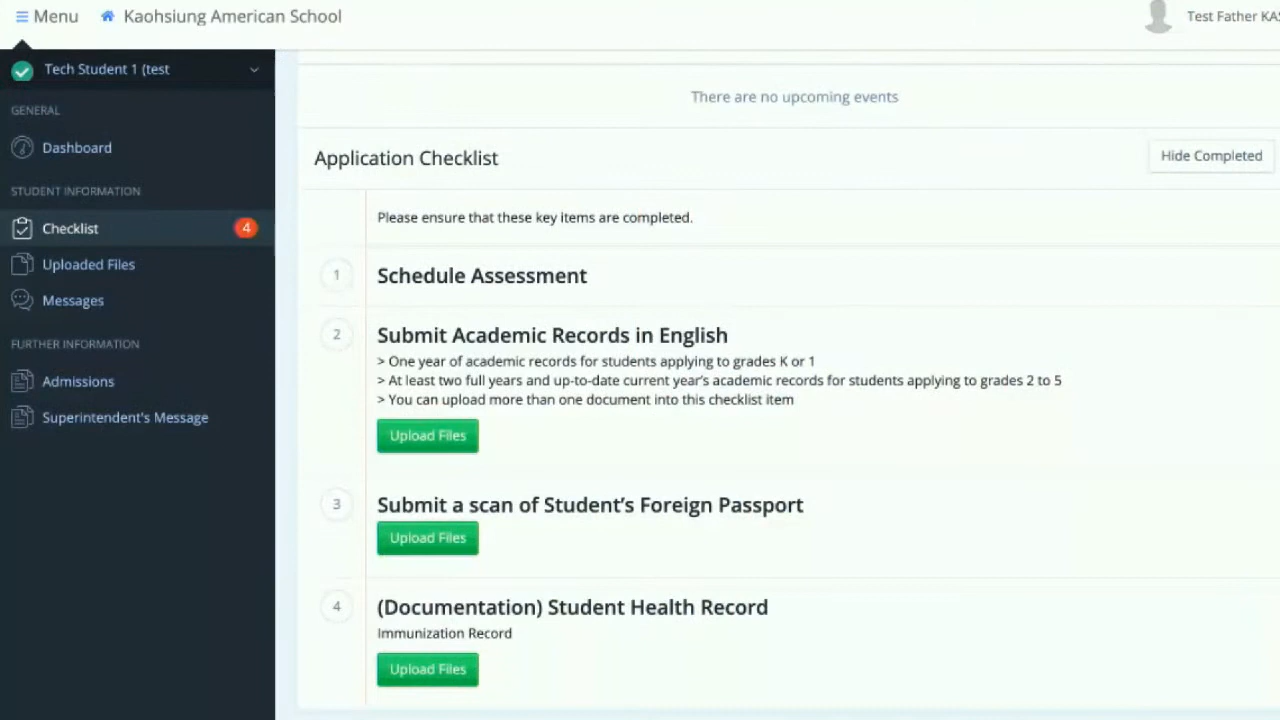 Menu Kaohsiung American School
Test Father
Tech Student 1 (test
GENERAL
Dashboard
STUDENT INFORMATION
Checklist 4
Uploaded Files
Messages
FURTHER INFORMATION
Admissions
Superintendent's Message
There are no upcoming events
Application Checklist
Hide Completed
Please ensure that these key items are completed.
1 Schedule Assessment
2 Submit Academic Records in English
> One year of academic records for students applying to grades K or 1
> At least two full years and up-to-date current year's academic records for students applying to grades 2 to 5
> You can upload more than one document into this checklist item
Upload Files
3 Submit a scan of Student's Foreign Passport
Upload Files
4 (Documentation) Student Health Record
Immunization Record
Upload Files